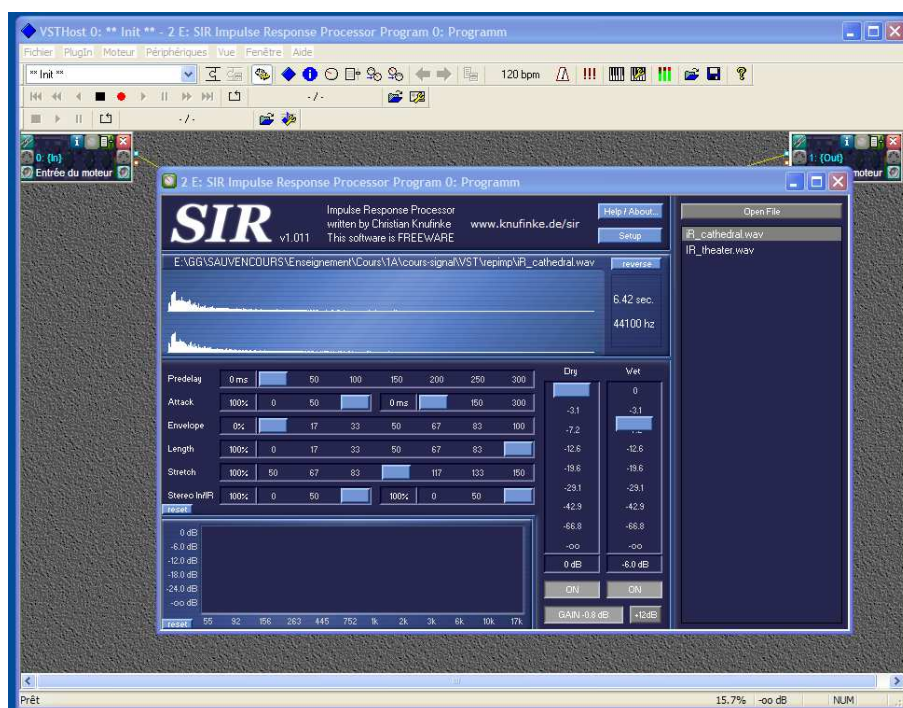 VSTHost 0: ** Init ** - 2 E: SIR Impulse Response Processor Program 0: Programm
Fichier PlugIn Moteur Périphériques Vue Fenêtre Aide
** Init ** 120 bpm
-/-
-/-
0: {In}
Entrée du moteur
1: {Out}
moteur
2 E: SIR Impulse Response Processor Program 0: Programm
SIR v1.011
Impulse Response Processor
written by Christian Knufinke
This software is FREEWARE
www.knufinke.de/sir
Help / About...
Setup
Open File
iR_cathedral.wav
IR_theater.wav
E:\GG\SAUVENCOURS\Enseignement\Cours\1A\cours-signal\VST\repimp\iR_cathedral.wav
reverse
6.42 sec.
44100 hz
Predelay 0 ms 50 100 150 200 250 300
Attack 100% 0 50 0 ms 150 300
Envelope 0% 17 33 50 67 83 100
Length 100% 0 17 33 50 67 83
Stretch 100% 50 67 83 117 133 150
Stereo In/IR 100% 0 50 100% 0 50
reset
Dry Wet
0
-3.1 -3.1
-7.2
-12.6 -12.6
-19.6 -19.6
-29.1 -29.1
-42.9 -42.9
-66.8 -66.8
-oo -oo
0 dB -6.0 dB
ON ON
GAIN -0.8 dB +12dB
0 dB
-6.0 dB
-12.0 dB
-18.0 dB
-24.0 dB
-oo dB
reset 55 92 156 263 445 752 1k 2k 3k 6k 10k 17k
Prêt 15.7% -oo dB NUM